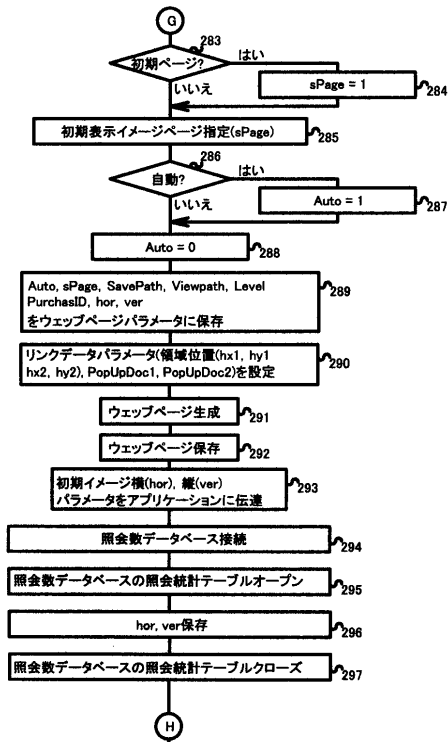 G
283
初期ページ?
はい
いいえ
sPage = 1
284
初期表示イメージページ指定(sPage)
285
286
自動?
はい
いいえ
Auto = 1
287
Auto = 0
288
Auto, sPage, SavePath, Viewpath, Level
PurchasID, hor, ver
をウェッブページパラメータに保存
289
リンクデータパラメータ(領域位置(hx1, hy1
hx2, hy2), PopUpDoc1, PopUpDoc2)を設定
290
ウェッブページ生成
291
ウェッブページ保存
292
初期イメージ横(hor), 縦(ver)
パラメータをアプリケーションに伝達
293
照会数データベース接続
294
照会数データベースの照会統計テーブルオープン
295
hor, ver保存
296
照会数データベースの照会統計テーブルクローズ
297
H